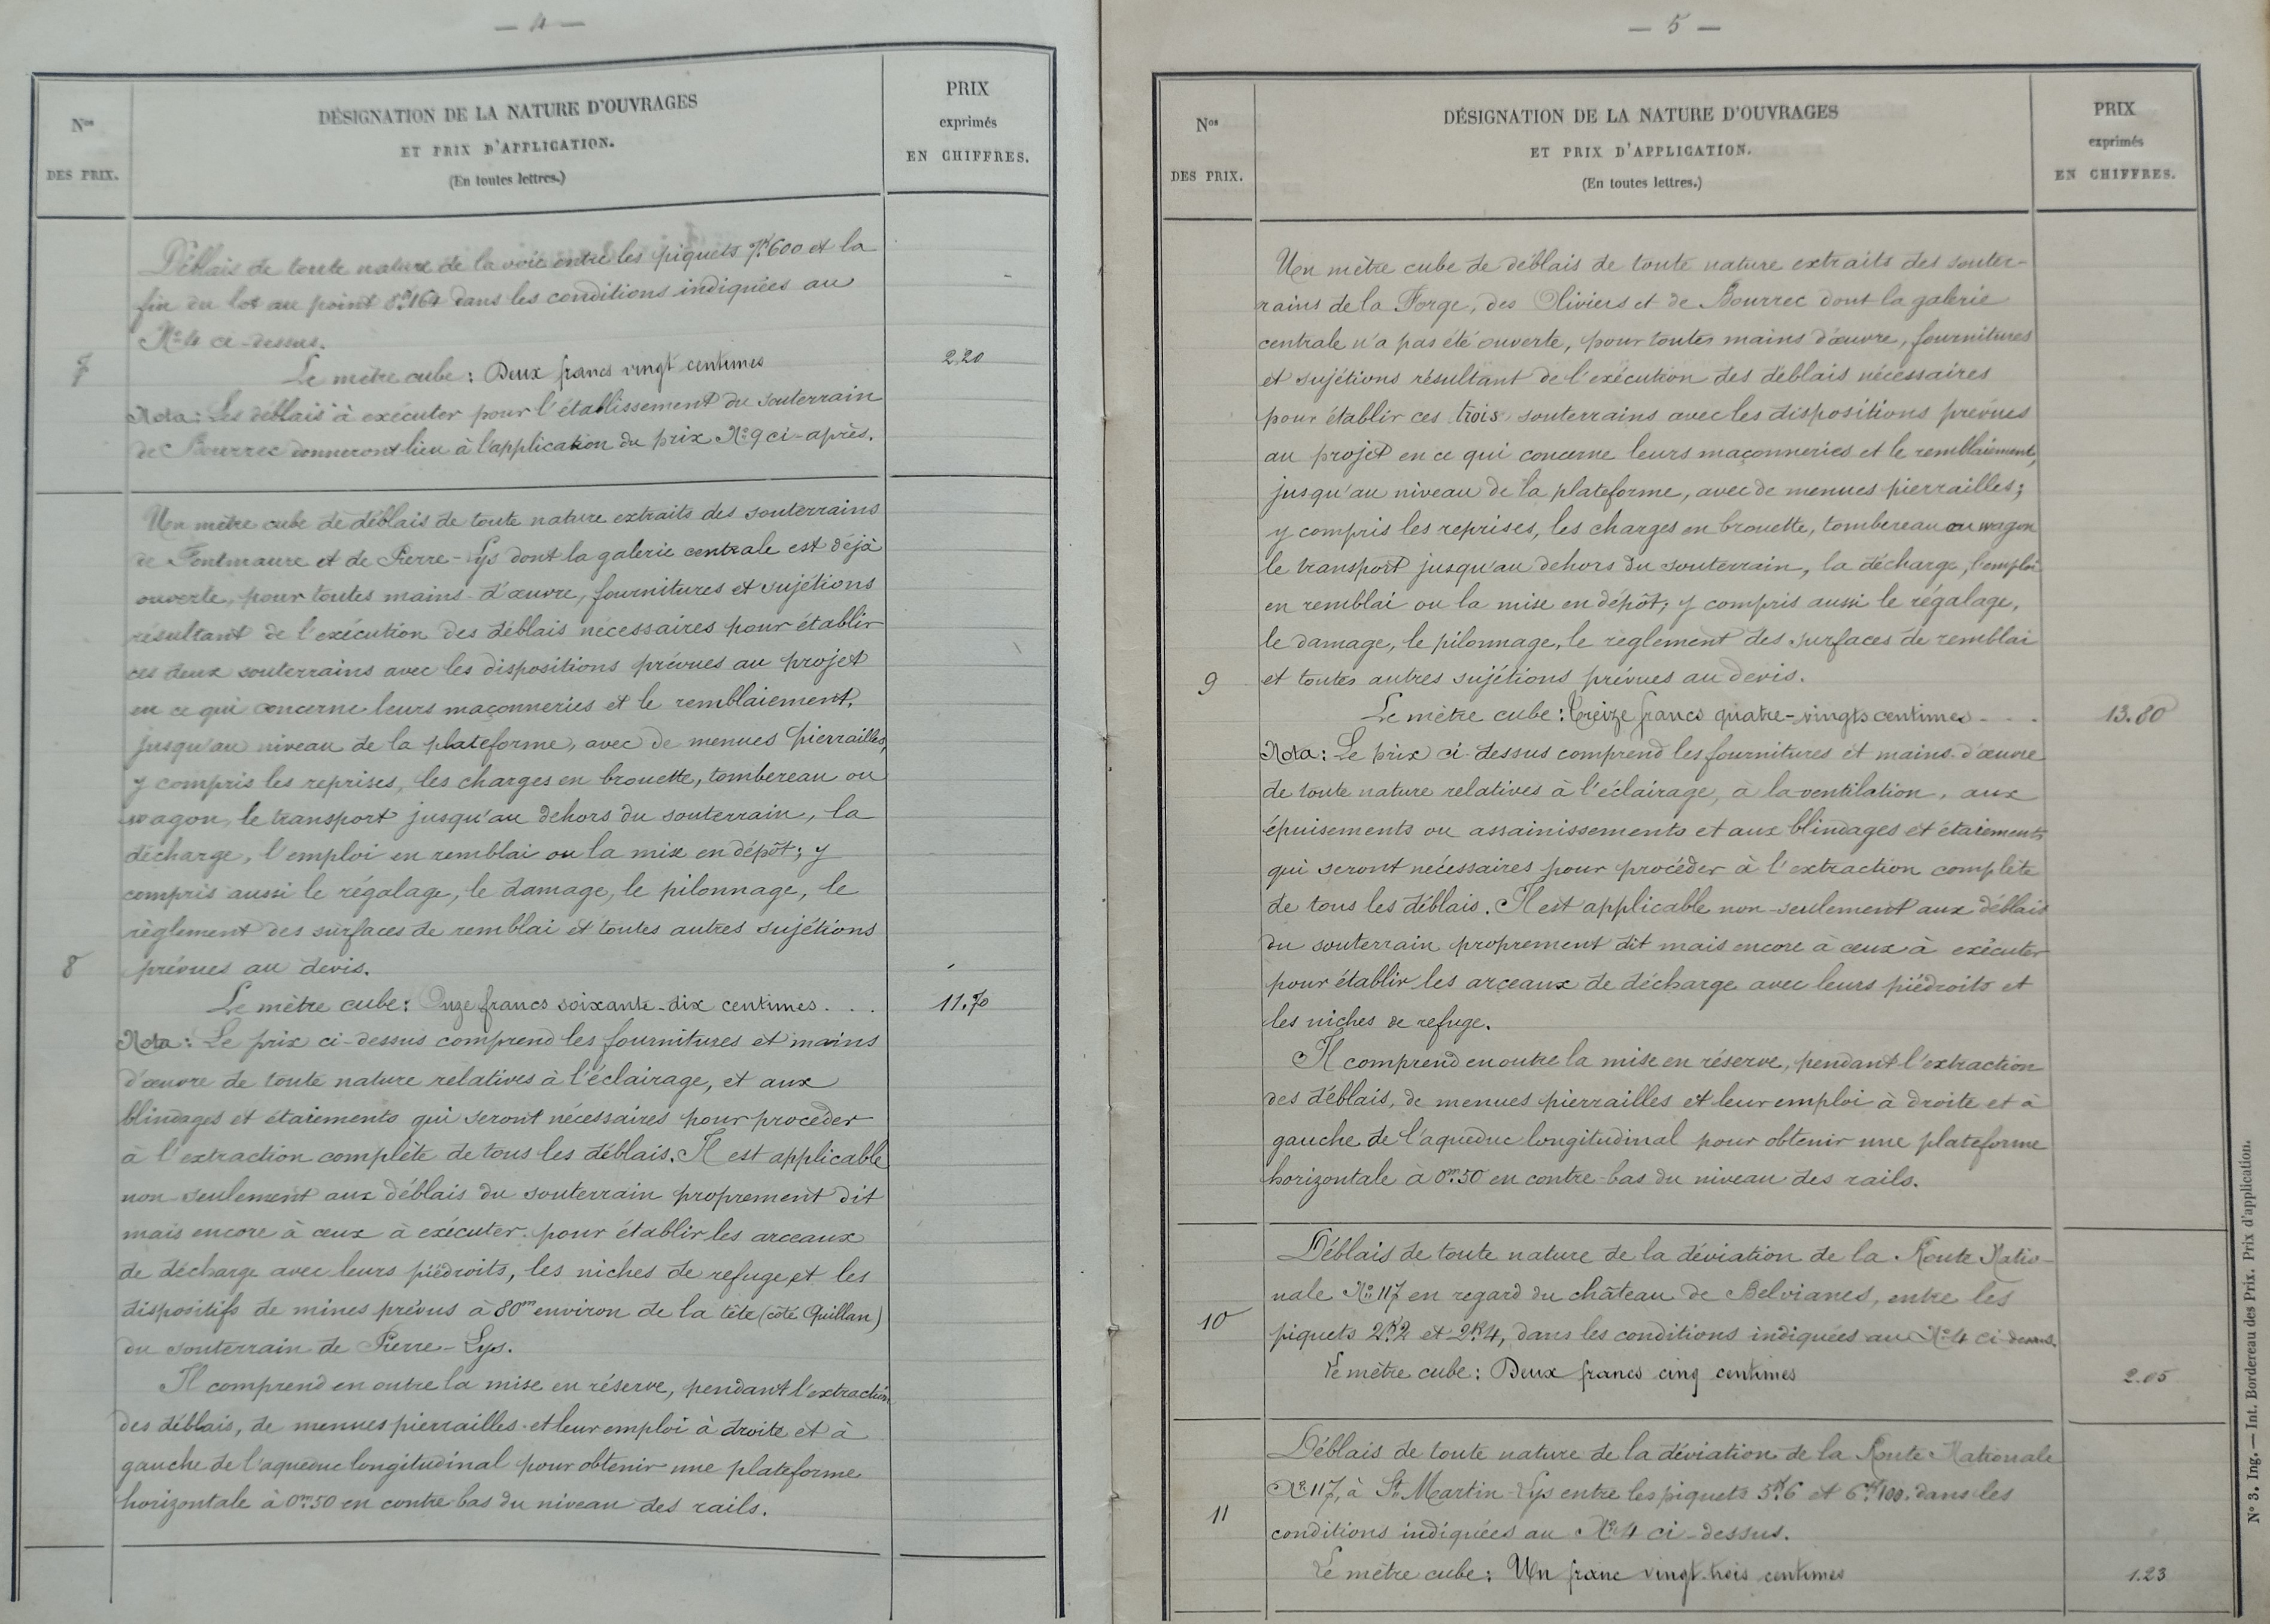 — 4 —
Nos
DES PRIX.
DÉSIGNATION DE LA NATURE D'OUVRAGES
ET PRIX D'APPLICATION.
(En toutes lettres.)
PRIX
exprimés
EN CHIFFRES.
Déblais de toute nature de la voie entre les piquets 7k600 et la
fin du lot au point 8k164 dans les conditions indiquées au
No 4 ci-dessus.
7
Le mètre cube : Deux francs vingt centimes
2,20
Nota : Les déblais à exécuter pour l'établissement du souterrain
de Bourrec donneront lieu à l'application du prix No 9 ci-après.
Un mètre cube de déblais de toute nature extraits des souterrains
de Fontmaure et de Pierre-Lys dont la galerie centrale est déjà
ouverte, pour toutes mains d'œuvre, fournitures et sujétions
résultant de l'exécution des déblais nécessaires pour établir
ces deux souterrains avec les dispositions prévues au projet
en ce qui concerne leurs maçonneries et le remblaiement,
jusqu'au niveau de la plateforme, avec de menues pierrailles,
y compris les reprises, les charges en brouette, tombereau ou
wagon, le transport jusqu'au dehors du souterrain, la
décharge, l'emploi en remblai ou la mise en dépôt ; y
compris aussi le régalage, le damage, le pilonnage, le
règlement des surfaces de remblai et toutes autres sujétions
8
prévues au devis.
Le mètre cube : Onze francs soixante-dix centimes . . .
11.70
Nota : Le prix ci-dessus comprend les fournitures et mains
d'œuvre de toute nature relatives à l'éclairage, et aux
blindages et étaiements qui seront nécessaires pour procéder
à l'extraction complète de tous les déblais. Il est applicable
non-seulement aux déblais du souterrain proprement dit
mais encore à ceux à exécuter pour établir les arceaux
de décharge avec leurs piédroits, les niches de refuge et les
dispositifs de mines prévus à 80m environ de la tête (côté Quillan)
du souterrain de Pierre-Lys.
Il comprend en outre la mise en réserve, pendant l'extraction
des déblais, de menues pierrailles et leur emploi à droite et à
gauche de l'aqueduc longitudinal pour obtenir une plateforme
horizontale à 0m50 en contre bas du niveau des rails.
— 5 —
Nos
DES PRIX.
DÉSIGNATION DE LA NATURE D'OUVRAGES
ET PRIX D'APPLICATION.
(En toutes lettres.)
PRIX
exprimés
EN CHIFFRES.
Un mètre cube de déblais de toute nature extraits des souter-
rains de la Forge, des Oliviers et de Bourrec dont la galerie
centrale n'a pas été ouverte, pour toutes mains d'œuvre, fournitures
et sujétions résultant de l'exécution des déblais nécessaires
pour établir ces trois souterrains avec les dispositions prévues
au projet en ce qui concerne leurs maçonneries et le remblaiement,
jusqu'au niveau de la plateforme, avec de menues pierrailles ;
y compris les reprises, les charges en brouette, tombereau ou wagon
le transport jusqu'au dehors du souterrain, la décharge, l'emploi
en remblai ou la mise en dépôt ; y compris aussi le régalage,
le damage, le pilonnage, le règlement des surfaces de remblai
9
et toutes autres sujétions prévues au devis.
Le mètre cube : Treize francs quatre-vingts centimes . . .
13.80
Nota : Le prix ci-dessus comprend les fournitures et mains d'œuvre
de toute nature relatives à l'éclairage, à la ventilation, aux
épuisements ou assainissements et aux blindages et étaiements
qui seront nécessaires pour procéder à l'extraction complète
de tous les déblais. Il est applicable non-seulement aux déblais
du souterrain proprement dit mais encore à ceux à exécuter
pour établir les arceaux de décharge avec leurs piédroits et
les niches de refuge.
Il comprend en outre la mise en réserve, pendant l'extraction
des déblais, de menues pierrailles et leur emploi à droite et à
gauche de l'aqueduc longitudinal pour obtenir une plateforme
horizontale à 0m50 en contre-bas du niveau des rails.
Déblais de toute nature de la déviation de la Route Natio-
nale No 117 en regard du château de Belvianes, entre les
10
piquets 2k2 et 2k4, dans les conditions indiquées au No 4 ci-dessus.
Le mètre cube : Deux francs cinq centimes
2.05
Déblais de toute nature de la déviation de la Route Nationale
No 117, à St Martin-Lys entre les piquets 5k6 et 6k100. dans les
11
conditions indiquées au No 4 ci-dessus.
Le mètre cube : Un franc vingt-trois centimes
1.23
No 3. Ing. — Int. Bordereau des Prix. Prix d'application.